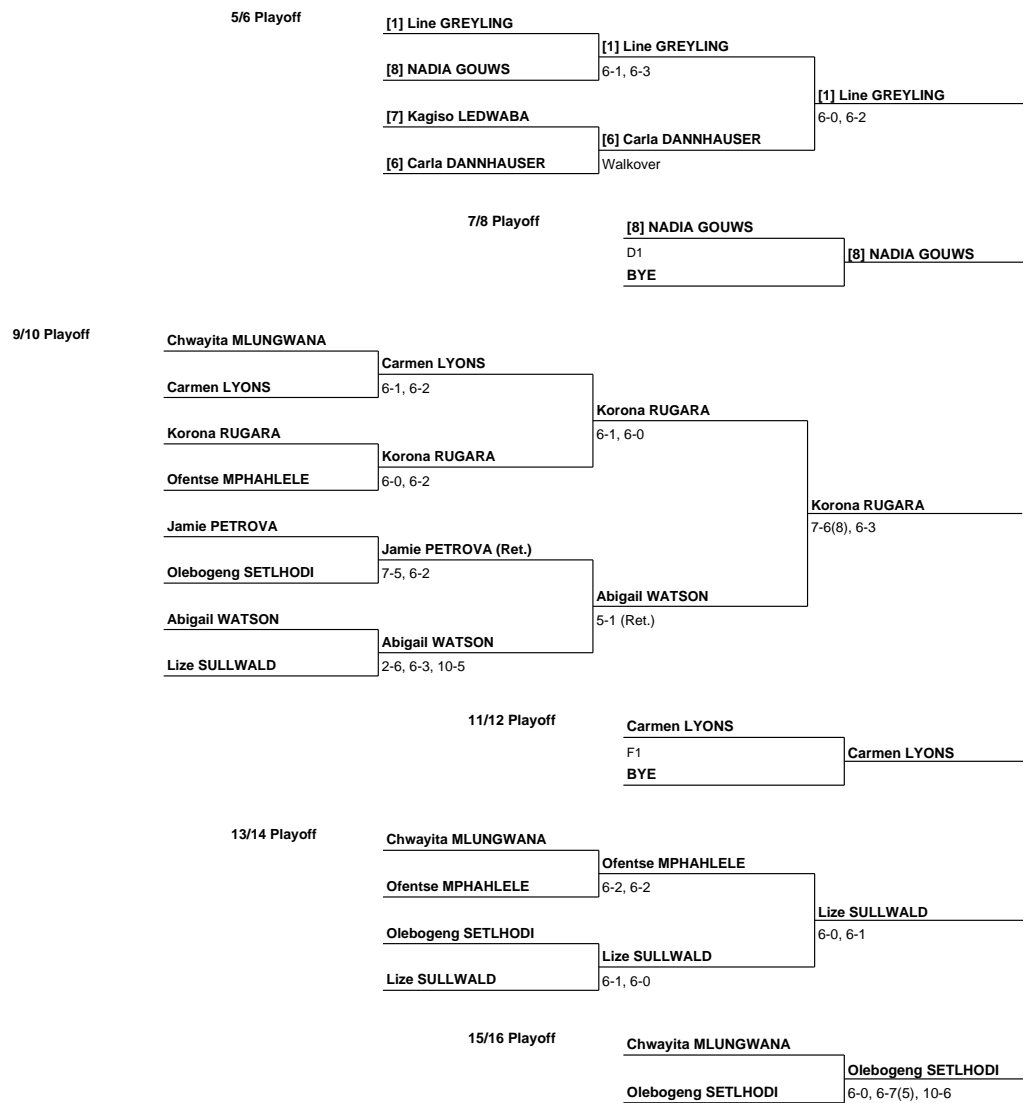 5/6 Playoff
[1] Line GREYLING
[1] Line GREYLING
[8] NADIA GOUWS
6-1, 6-3
[1] Line GREYLING
[7] Kagiso LEDWABA
6-0, 6-2
[6] Carla DANNHAUSER
[6] Carla DANNHAUSER
Walkover
7/8 Playoff
[8] NADIA GOUWS
D1
[8] NADIA GOUWS
BYE
9/10 Playoff
Chwayita MLUNGWANA
Carmen LYONS
Carmen LYONS
6-1, 6-2
Korona RUGARA
Korona RUGARA
6-1, 6-0
Korona RUGARA
Ofentse MPHAHLELE
6-0, 6-2
Korona RUGARA
Jamie PETROVA
7-6(8), 6-3
Jamie PETROVA (Ret.)
Olebogeng SETLHODI
7-5, 6-2
Abigail WATSON
Abigail WATSON
5-1 (Ret.)
Abigail WATSON
Lize SULLWALD
2-6, 6-3, 10-5
11/12 Playoff
Carmen LYONS
F1
Carmen LYONS
BYE
13/14 Playoff
Chwayita MLUNGWANA
Ofentse MPHAHLELE
Ofentse MPHAHLELE
6-2, 6-2
Lize SULLWALD
Olebogeng SETLHODI
6-0, 6-1
Lize SULLWALD
Lize SULLWALD
6-1, 6-0
15/16 Playoff
Chwayita MLUNGWANA
Olebogeng SETLHODI
Olebogeng SETLHODI
6-0, 6-7(5), 10-6